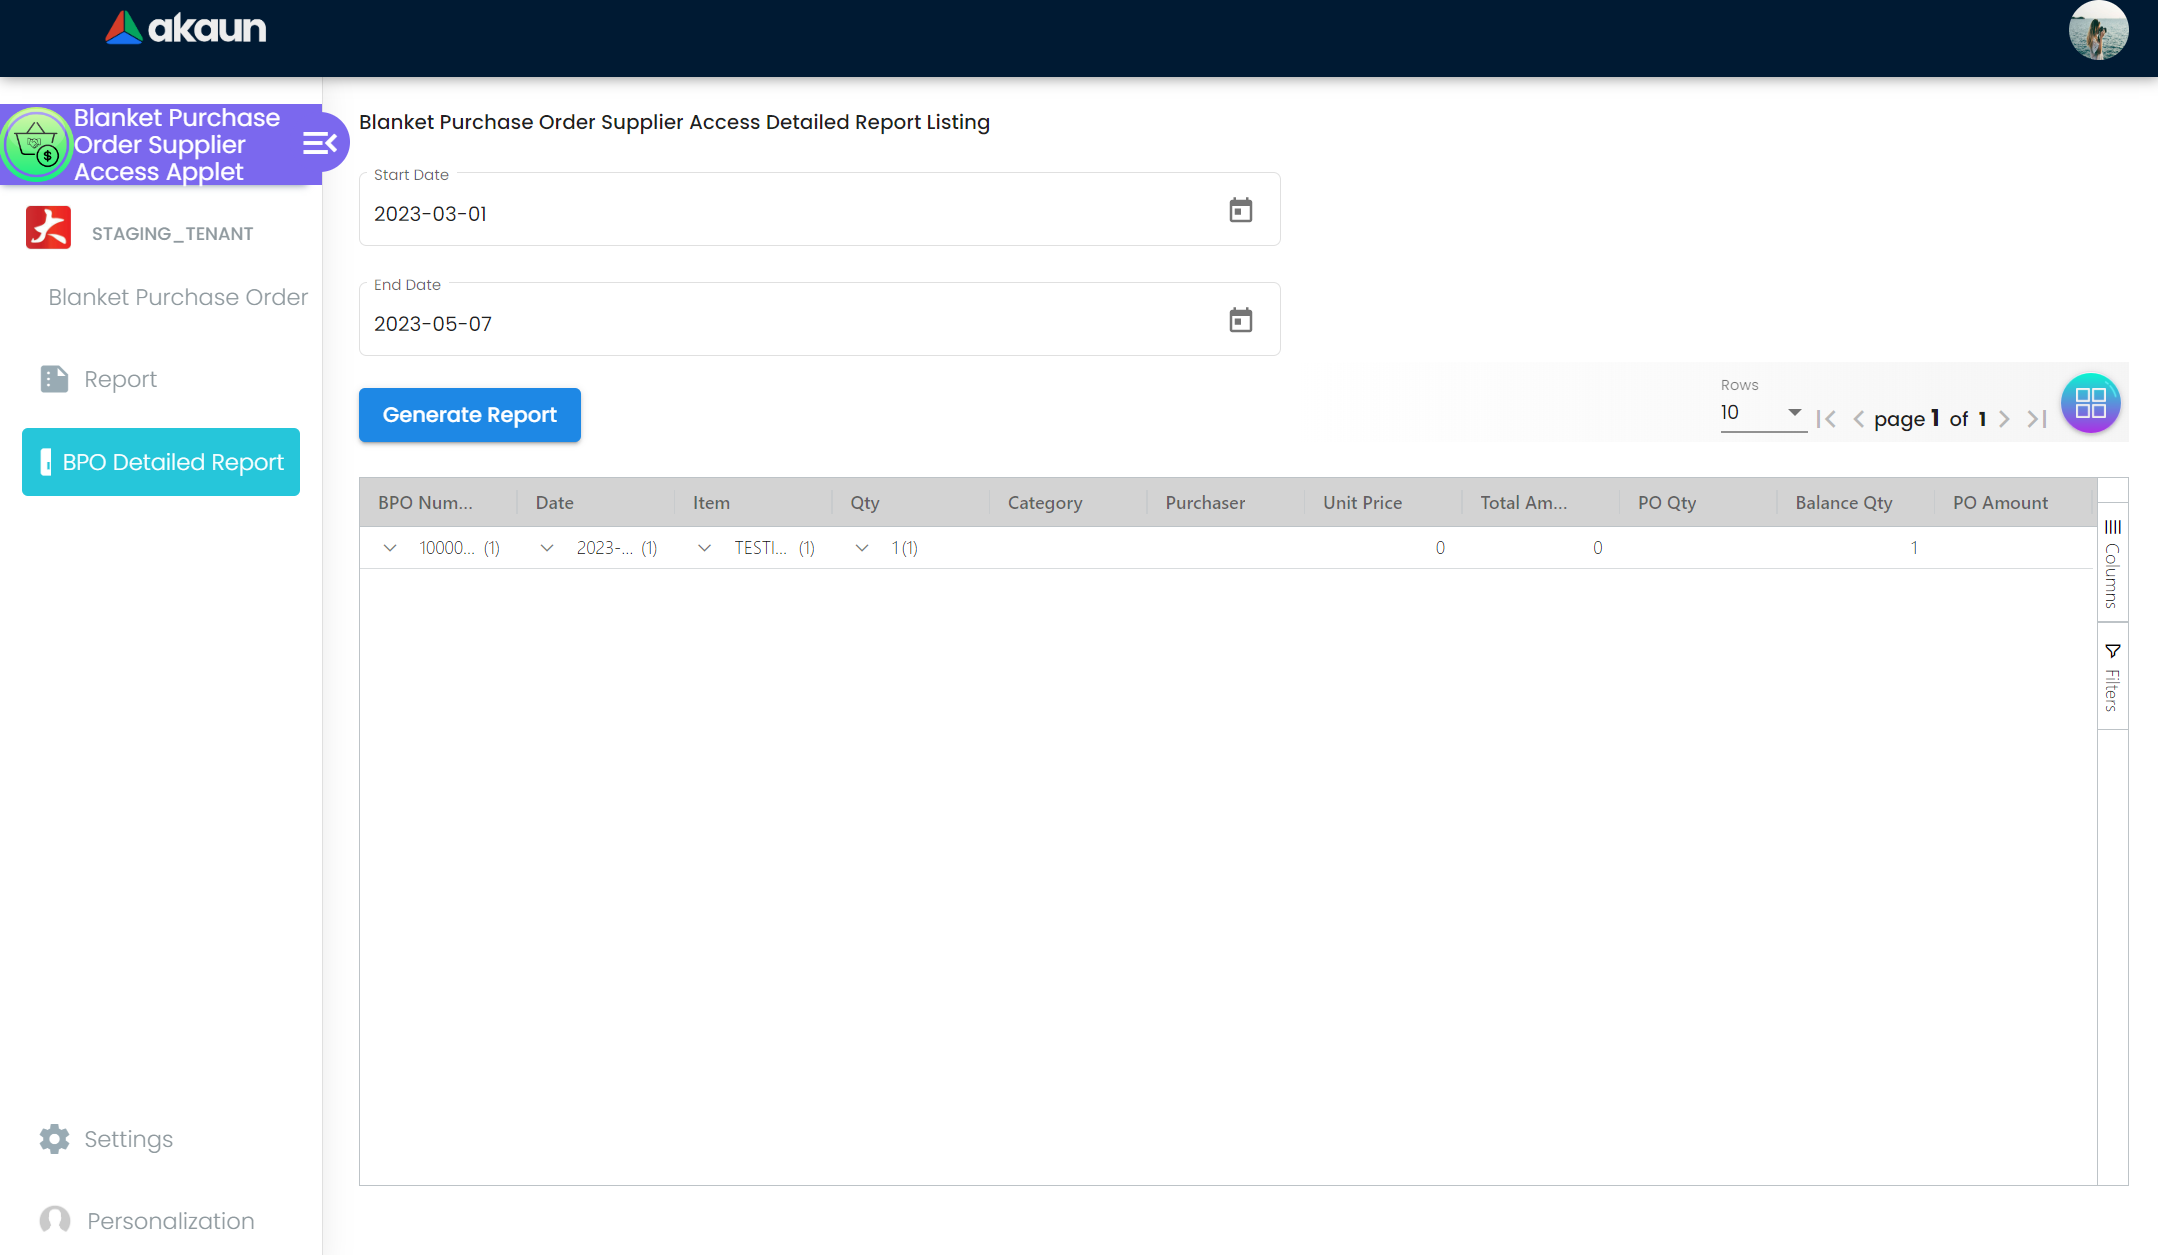 akaun
Blanket Purchase
Order Supplier
Access Applet
STAGING_TENANT
Blanket Purchase Order
Report
BPO Detailed Report
Settings
Personalization
Blanket Purchase Order Supplier Access Detailed Report Listing
Start Date
2023-03-01
End Date
2023-05-07
Generate Report
Rows
10
page 1 of 1
BPO Num... Date Item Qty Category Purchaser Unit Price Total Am... PO Qty Balance Qty PO Amount
10000... (1) 2023-... (1) TESTI... (1) 1 (1) 0 0 1
Columns
Filters